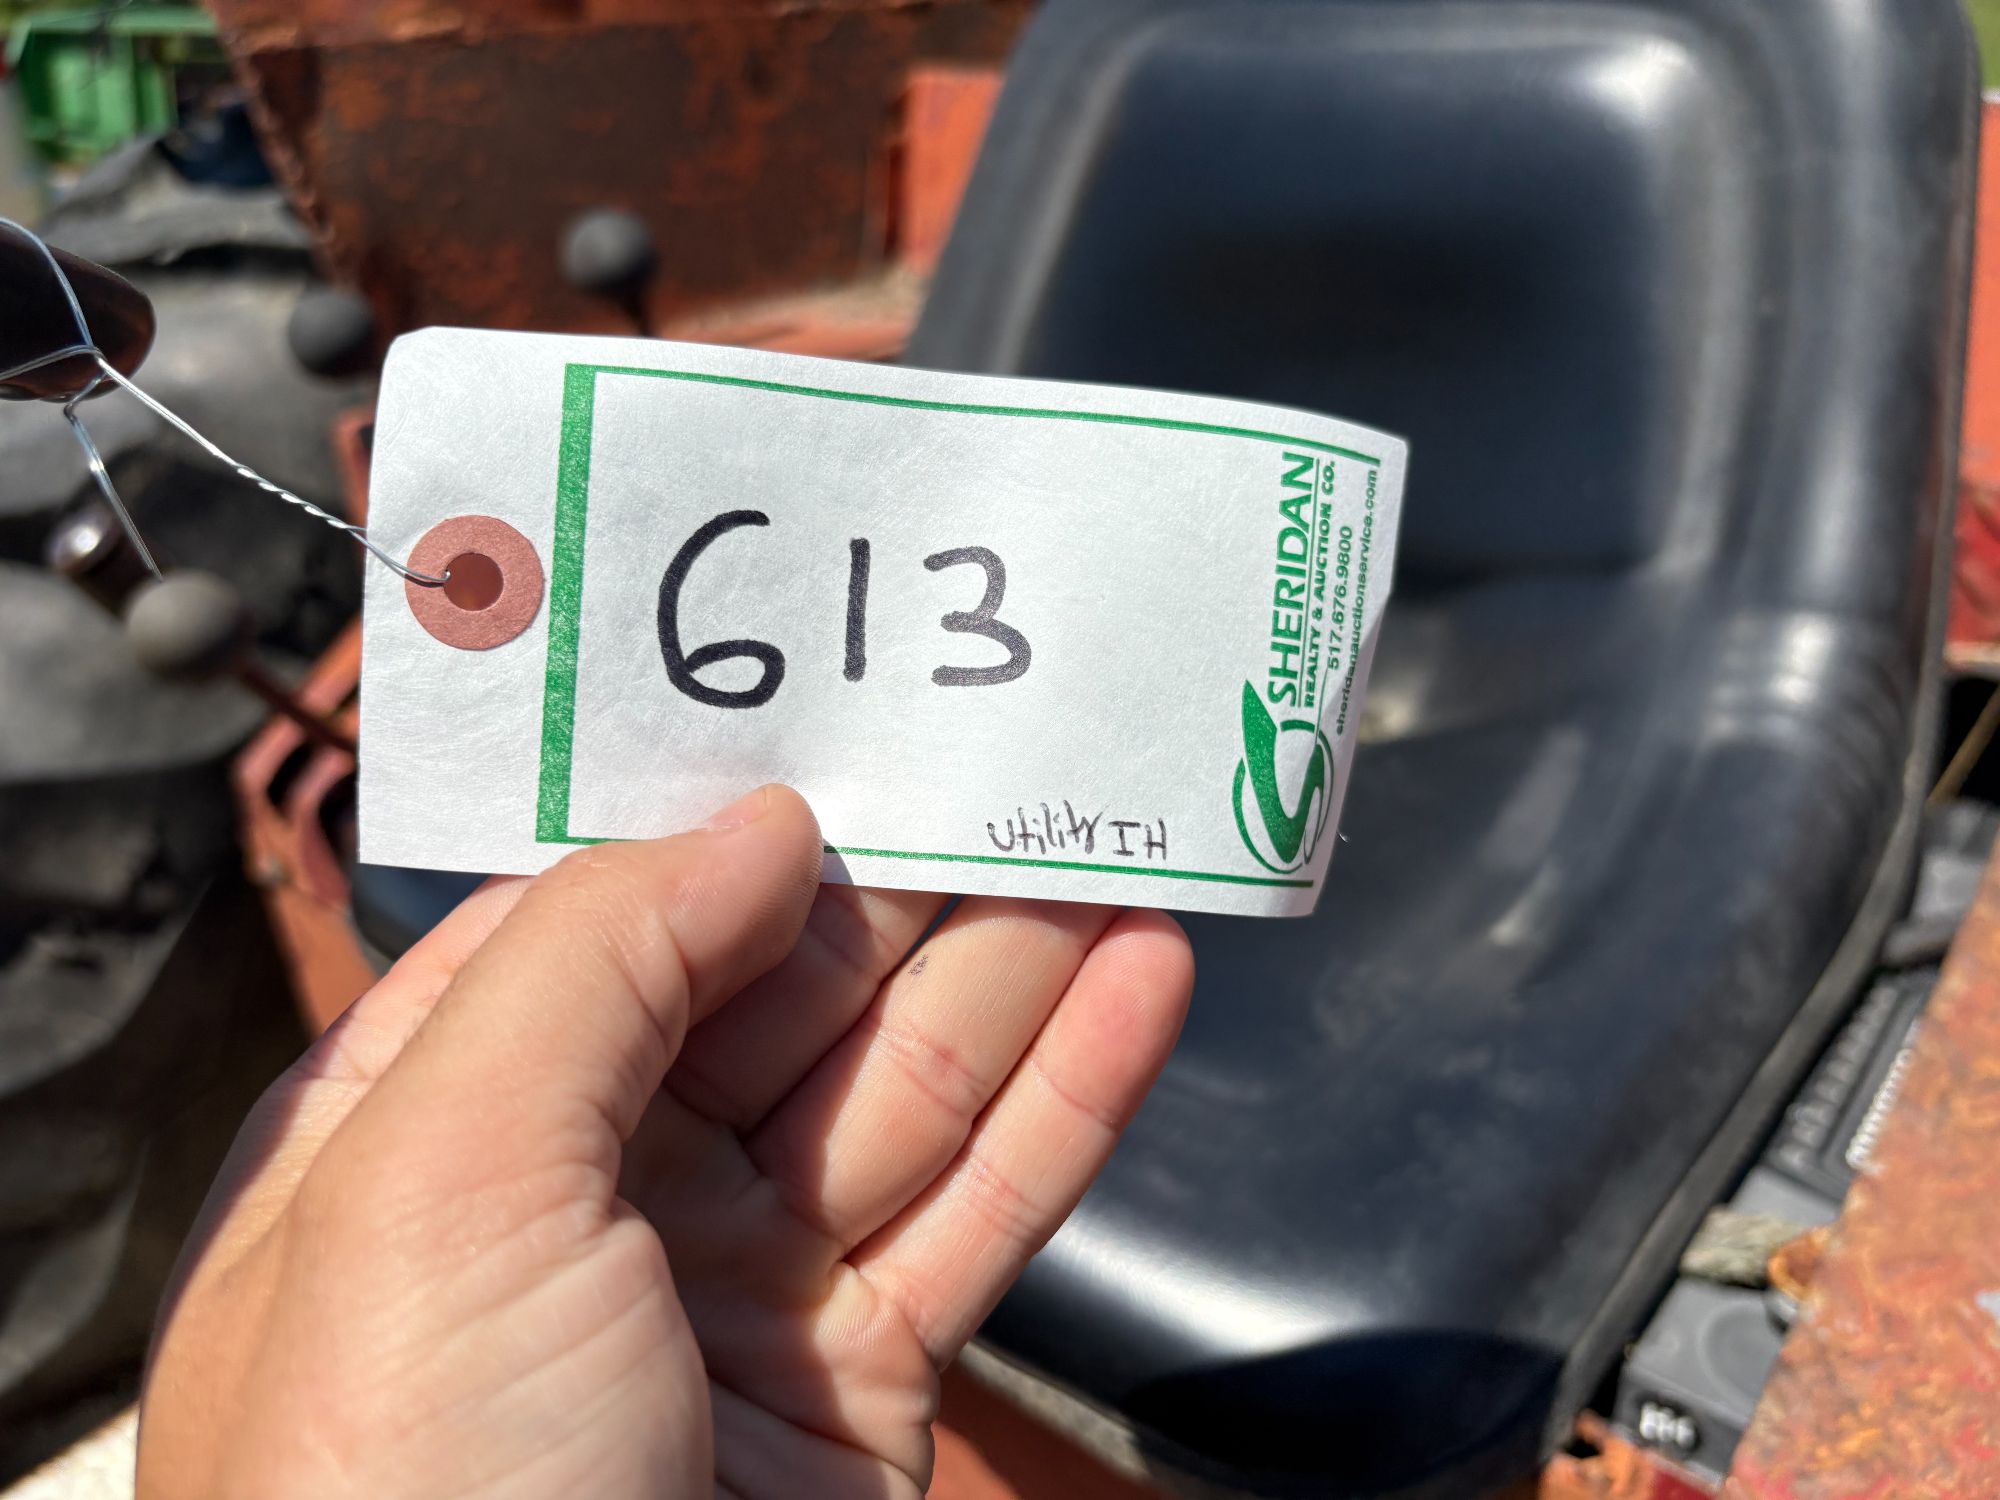 613
Utility IH
SHERIDAN
REALTY & AUCTION CO.
517.676.9800
sheridanauctionservice.com